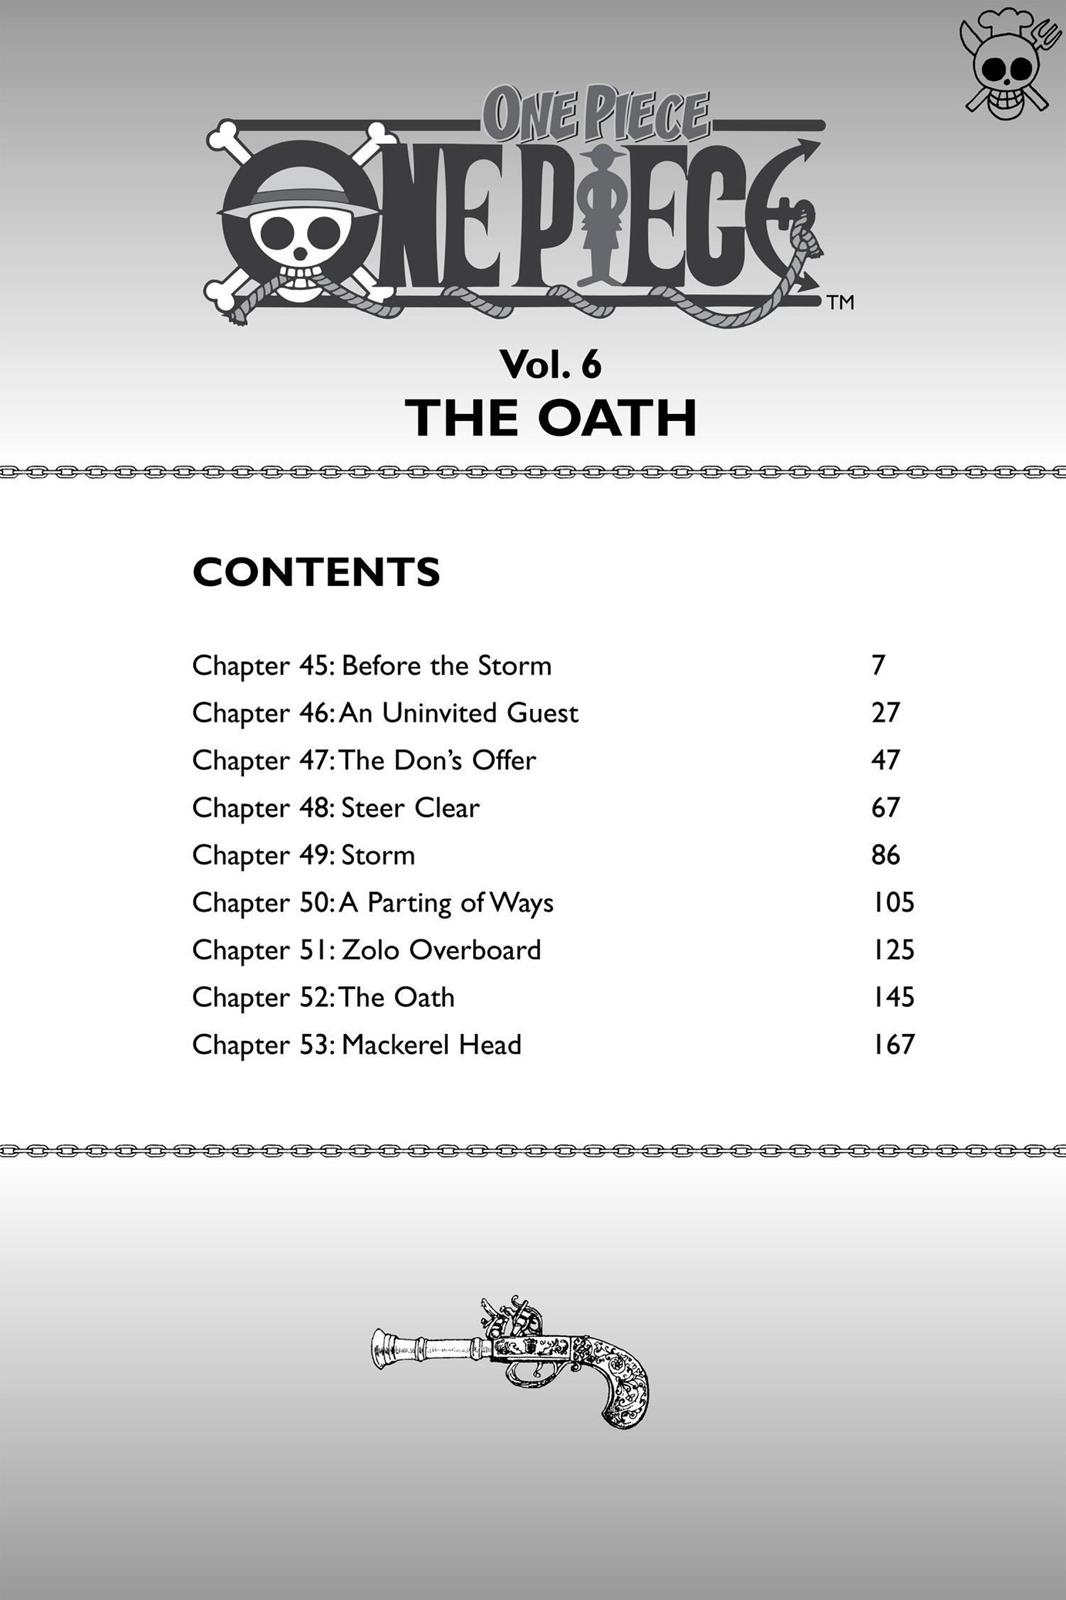 ONE PIECE
ONE PIECE
TM
Vol. 6
THE OATH
CONTENTS
Chapter 45: Before the Storm 7
Chapter 46: An Uninvited Guest 27
Chapter 47: The Don's Offer 47
Chapter 48: Steer Clear 67
Chapter 49: Storm 86
Chapter 50: A Parting of Ways 105
Chapter 51: Zolo Overboard 125
Chapter 52: The Oath 145
Chapter 53: Mackerel Head 167